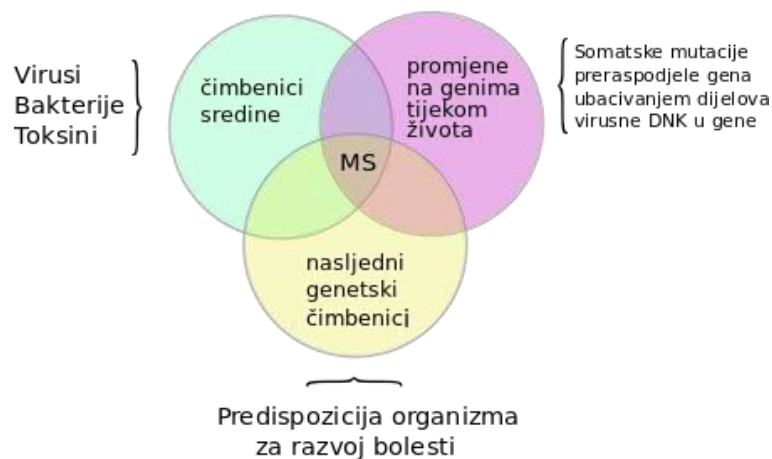 Virusi
Bakterije
Toksini
čimbenici
sredine
promjene
na genima
tijekom
života
Somatske mutacije
preraspodjele gena
ubacivanjem dijelova
virusne DNK u gene
MS
nasljedni
genetski
čimbenici
Predispozicija organizma
za razvoj bolesti